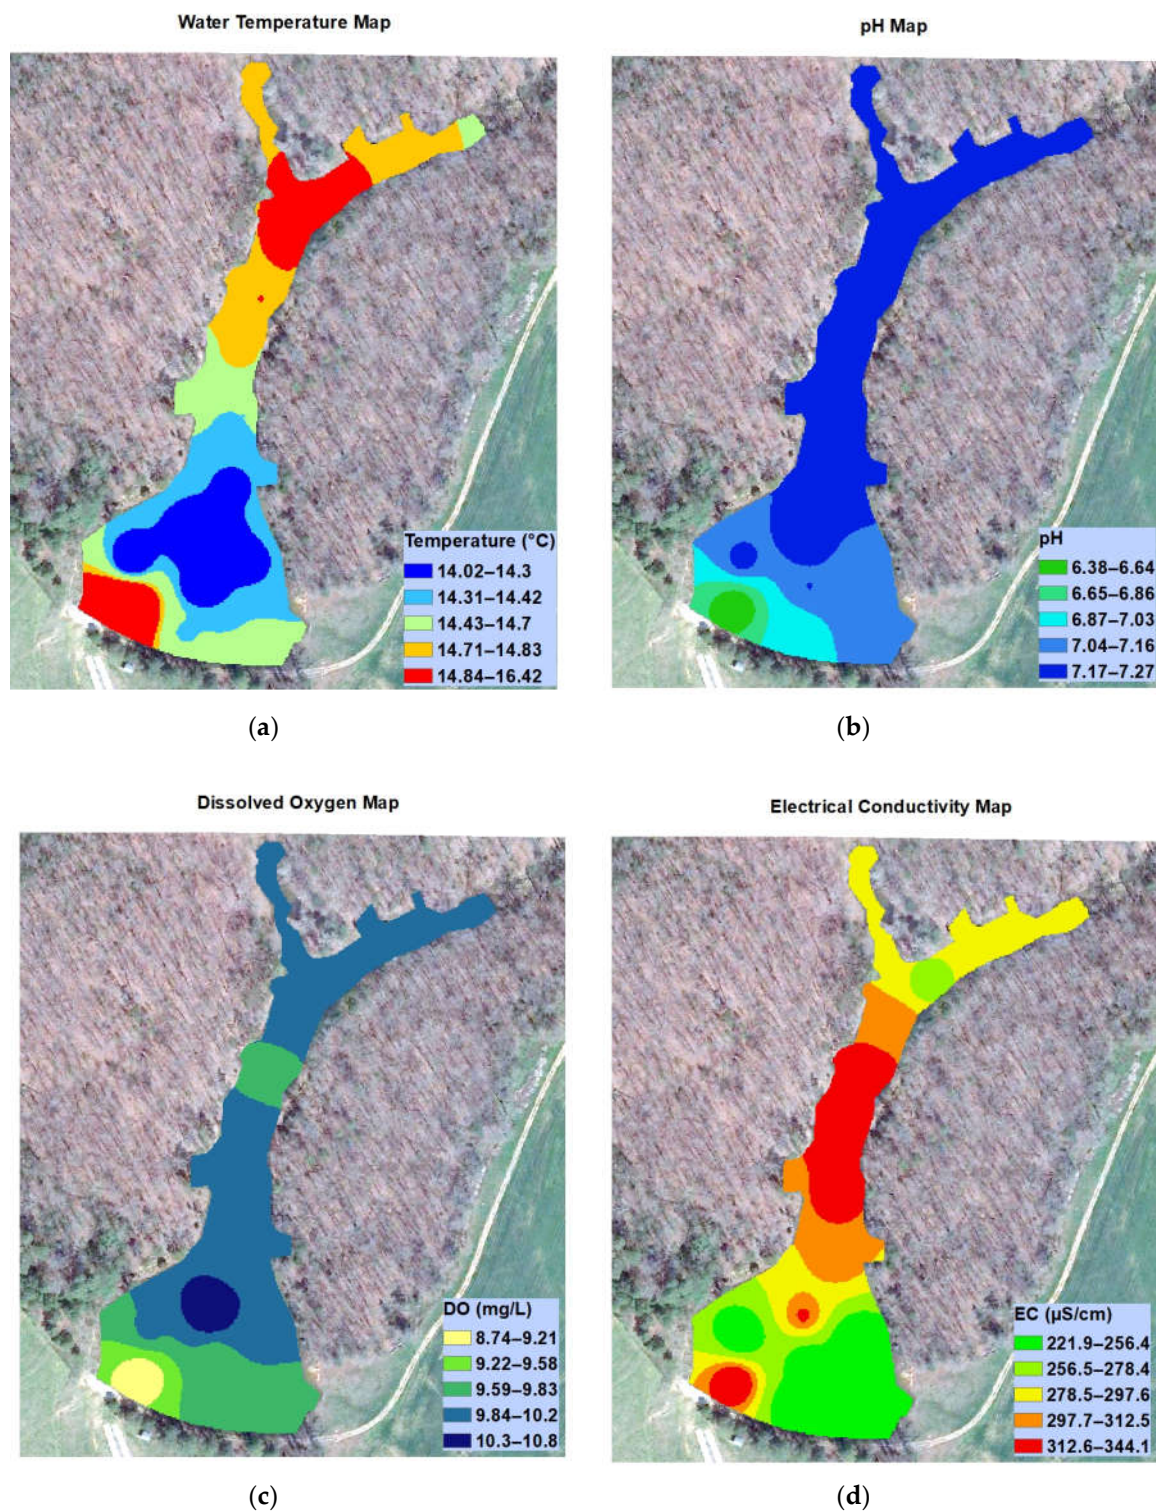 Water Temperature Map
pH Map
Temperature (°C)
14.02–14.3
14.31–14.42
14.43–14.7
14.71–14.83
14.84–16.42
pH
6.38–6.64
6.65–6.86
6.87–7.03
7.04–7.16
7.17–7.27
(a)
(b)
Dissolved Oxygen Map
Electrical Conductivity Map
DO (mg/L)
8.74–9.21
9.22–9.58
9.59–9.83
9.84–10.2
10.3–10.8
EC (µS/cm)
221.9–256.4
256.5–278.4
278.5–297.6
297.7–312.5
312.6–344.1
(c)
(d)